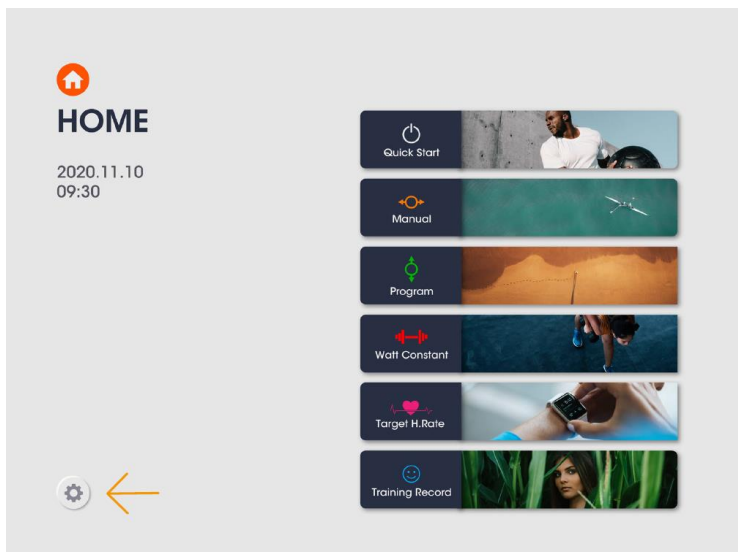 HOME
2020.11.10
09:30
Quick Start
Manual
Program
Watt Constant
Target H.Rate
Training Record